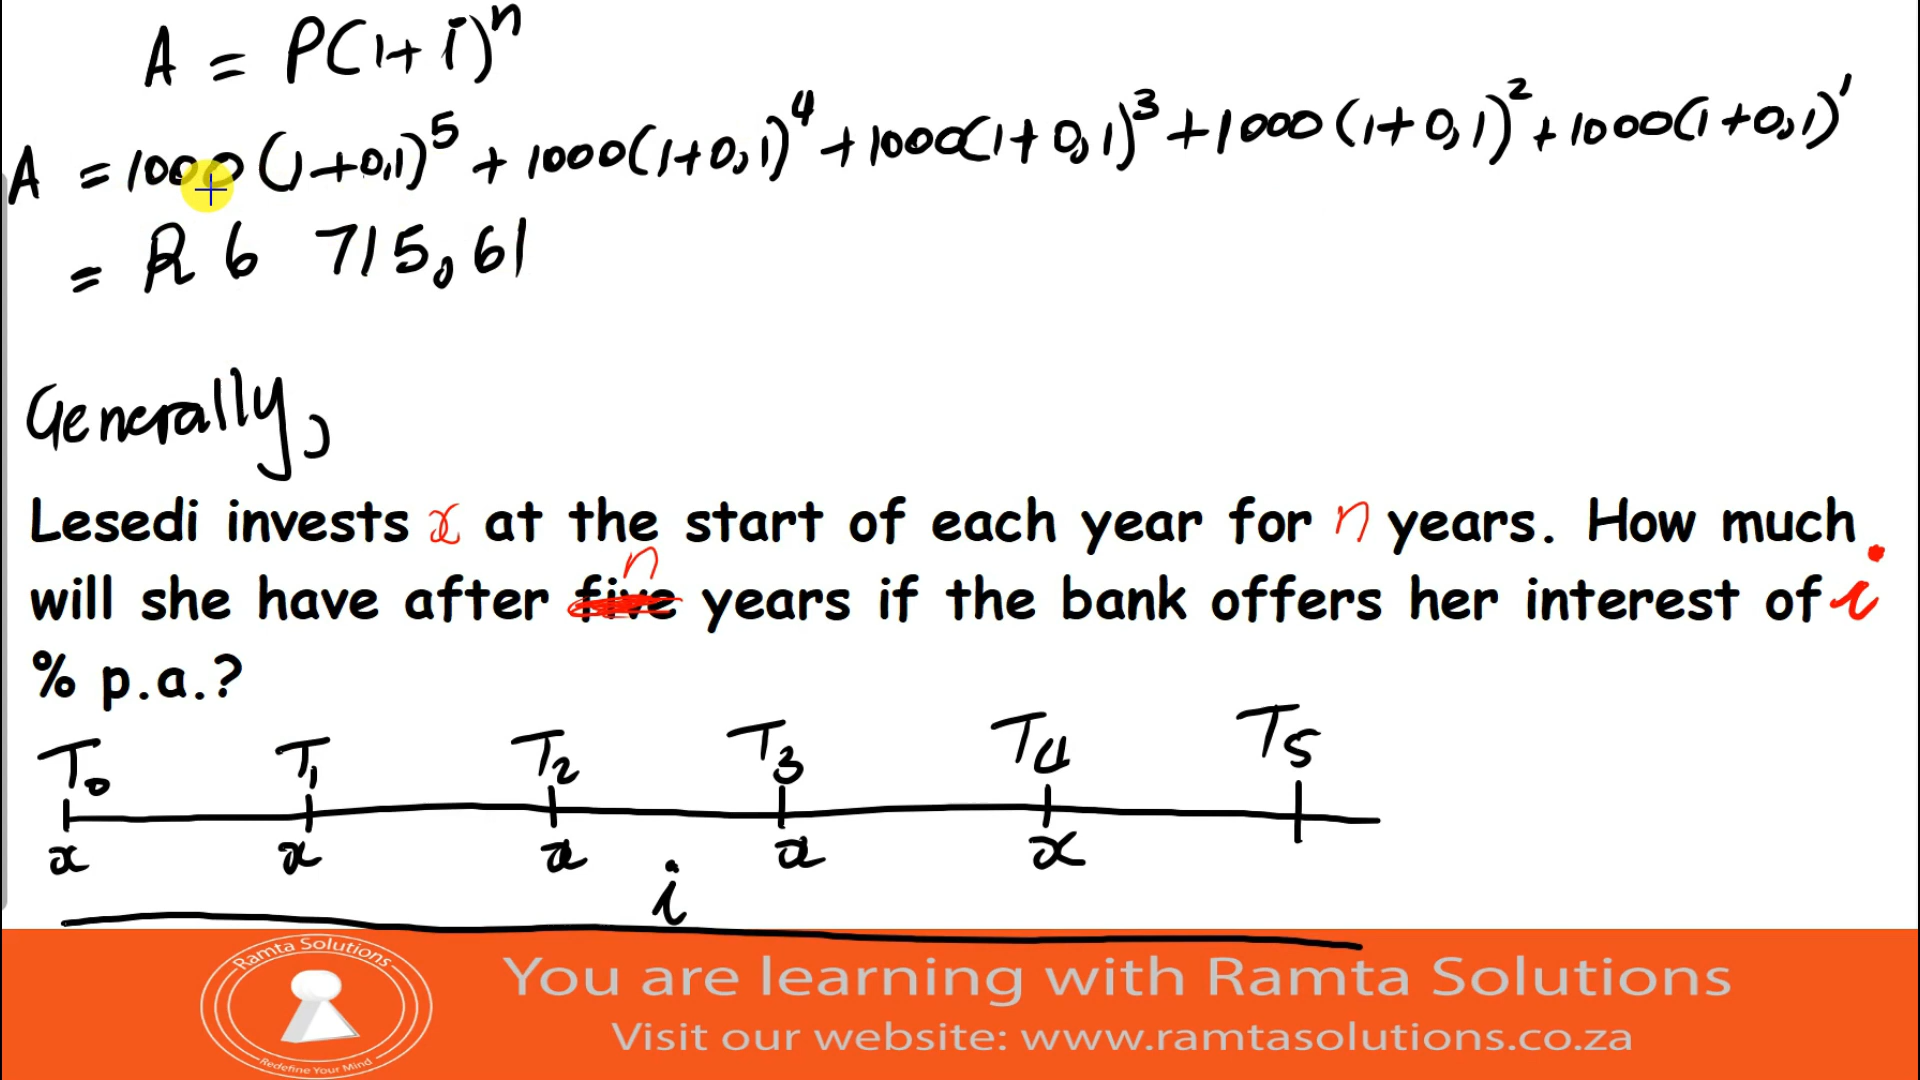 A = P(1+i)ⁿ
A = 1000(1+0,1)⁵ + 1000(1+0,1)⁴ + 1000(1+0,1)³ + 1000(1+0,1)² + 1000(1+0,1)¹
= R 6 715,61
Generally,
Lesedi invests x at the start of each year for n years. How much
n
will she have after five years if the bank offers her interest of i
% p.a.?
T₀ T₁ T₂ T₃ T₄ T₅
x x x x x
i
Ramta Solutions
Redefine Your Mind
You are learning with Ramta Solutions
Visit our website: www.ramtasolutions.co.za